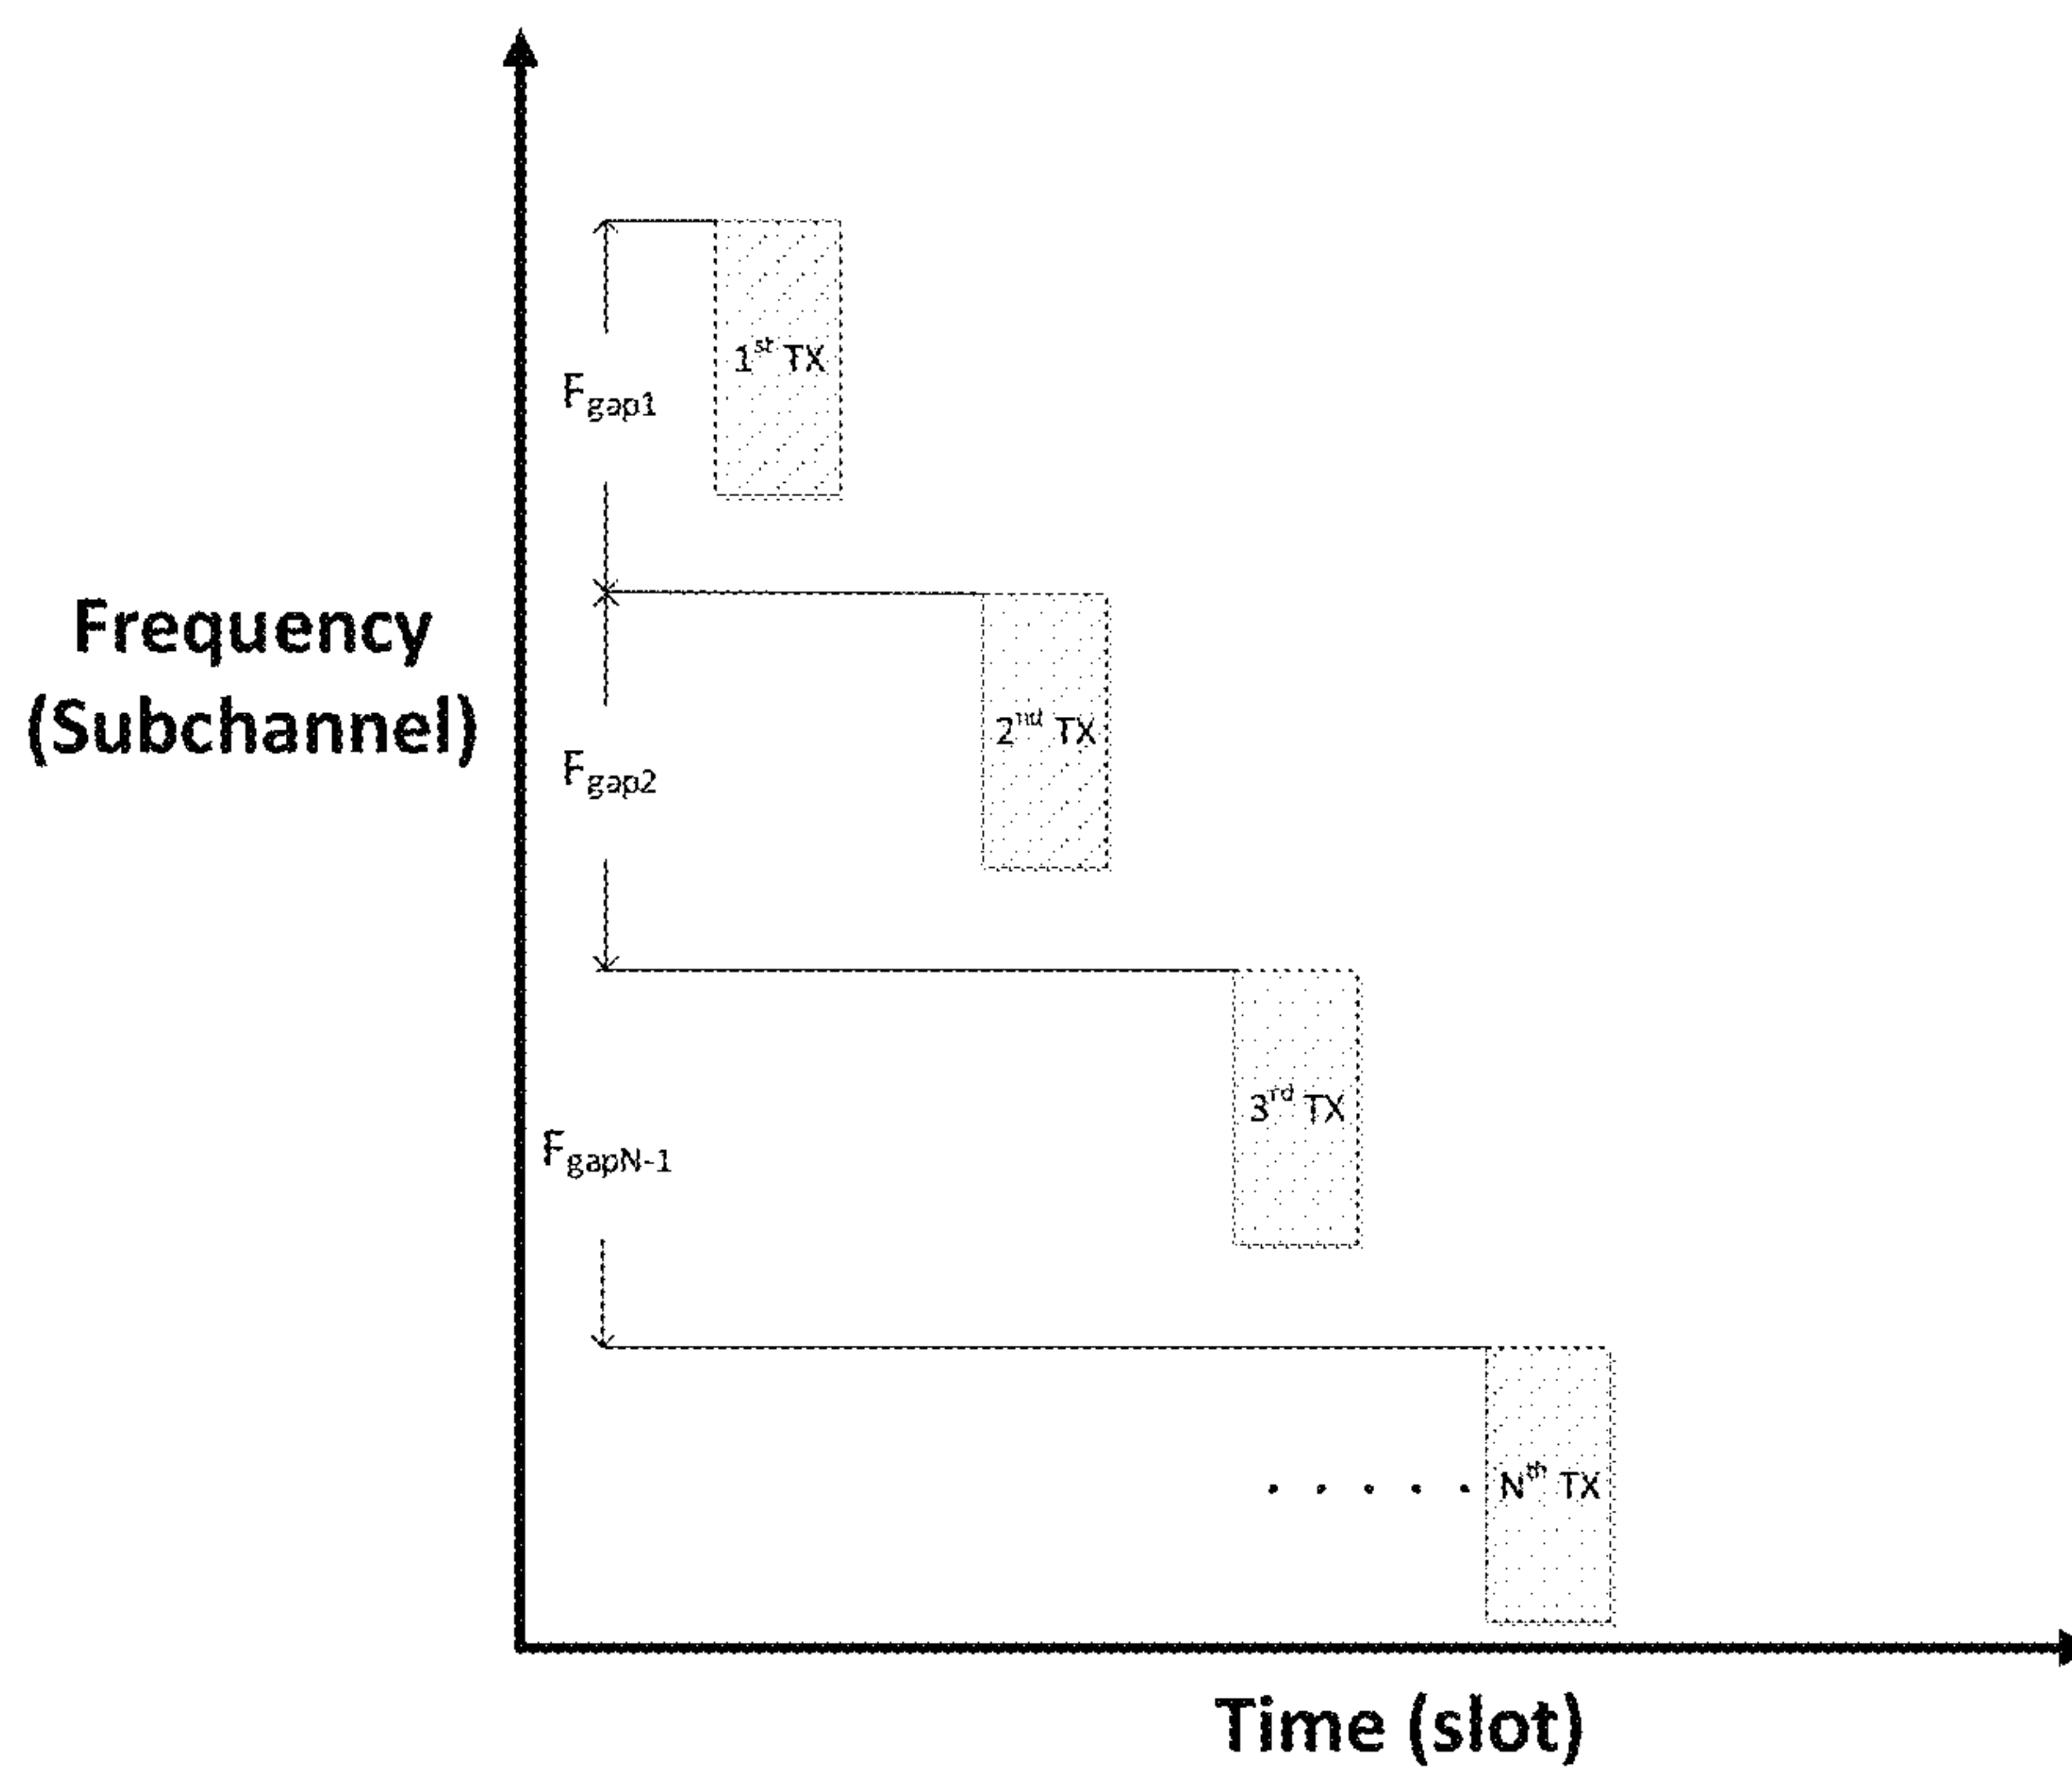 1st TX
Fgap1
Frequency
(Subchannel)
2nd TX
Fgap2
3rd TX
FgapN-1
. . . . . Nth TX
Time (slot)